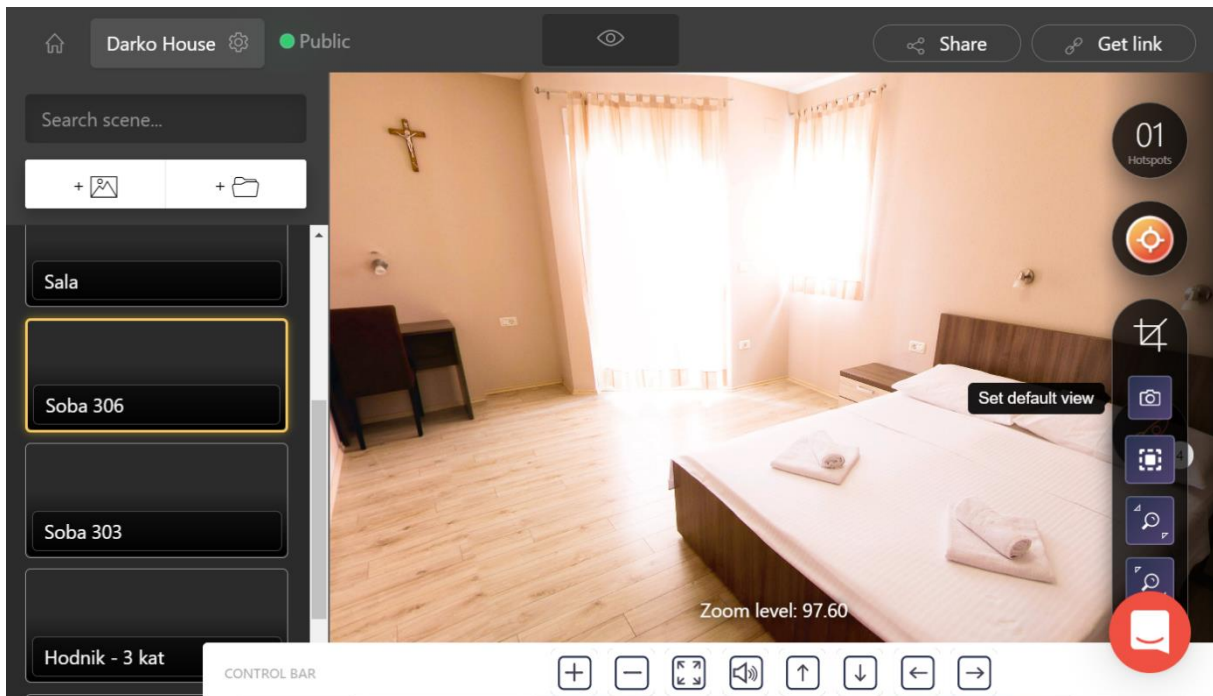 Darko House
Public
Share
Get link
Search scene...
01
Hotspots
Sala
Soba 306
Set default view
4
Soba 303
Zoom level: 97.60
Hodnik - 3 kat
CONTROL BAR